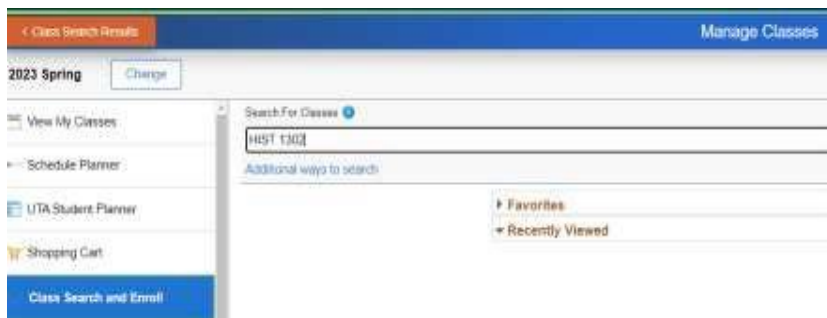 < Class Search Results
Manage Classes
2023 Spring
Change
View My Classes
Schedule Planner
UTA Student Planner
Shopping Cart
Class Search and Enroll
Search For Classes
HIST 1302
Additional ways to search
Favorites
Recently Viewed